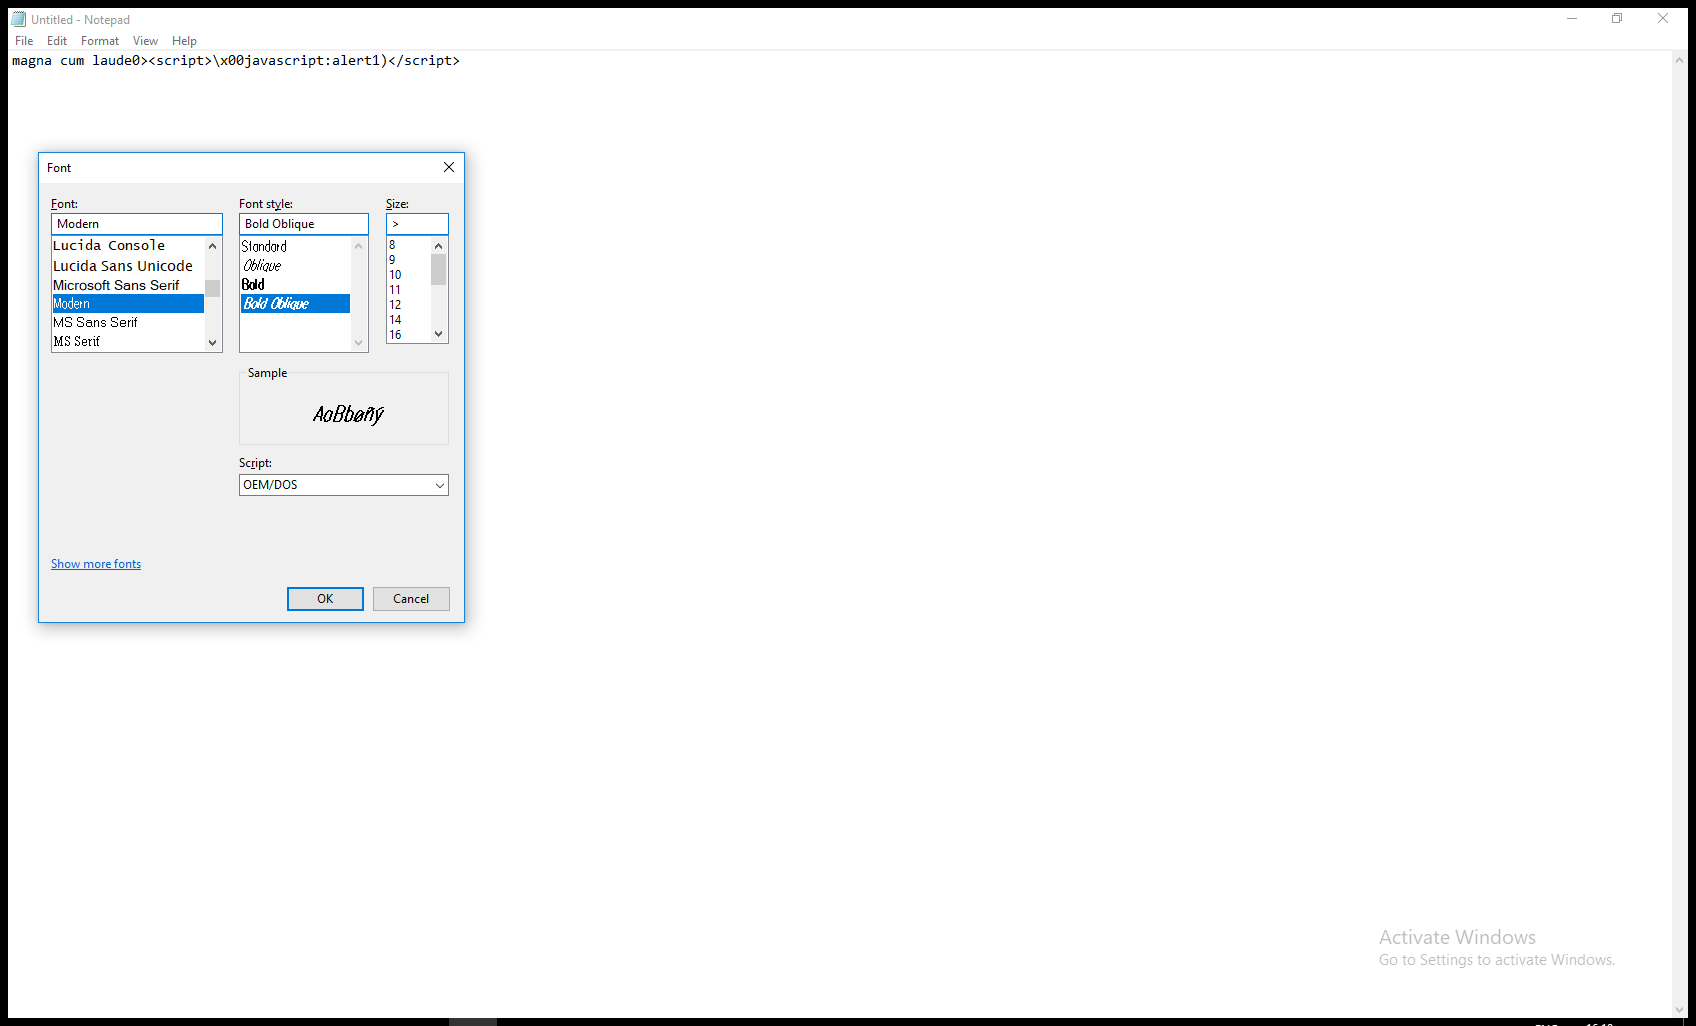 Untitled - Notepad
File Edit Format View Help
magna cum laude0><script>\x00javascript:alert1)</script>
Font
Font: Font style: Size:
Modern Bold Oblique >
Lucida Console
Lucida Sans Unicode
Microsoft Sans Serif
Modern
MS Sans Serif
MS Serif
Standard
Oblique
Bold
Bold Oblique
8
9
10
11
12
14
16
Sample
AaBbøñý
Script:
OEM/DOS
Show more fonts
OK Cancel
Activate Windows
Go to Settings to activate Windows.